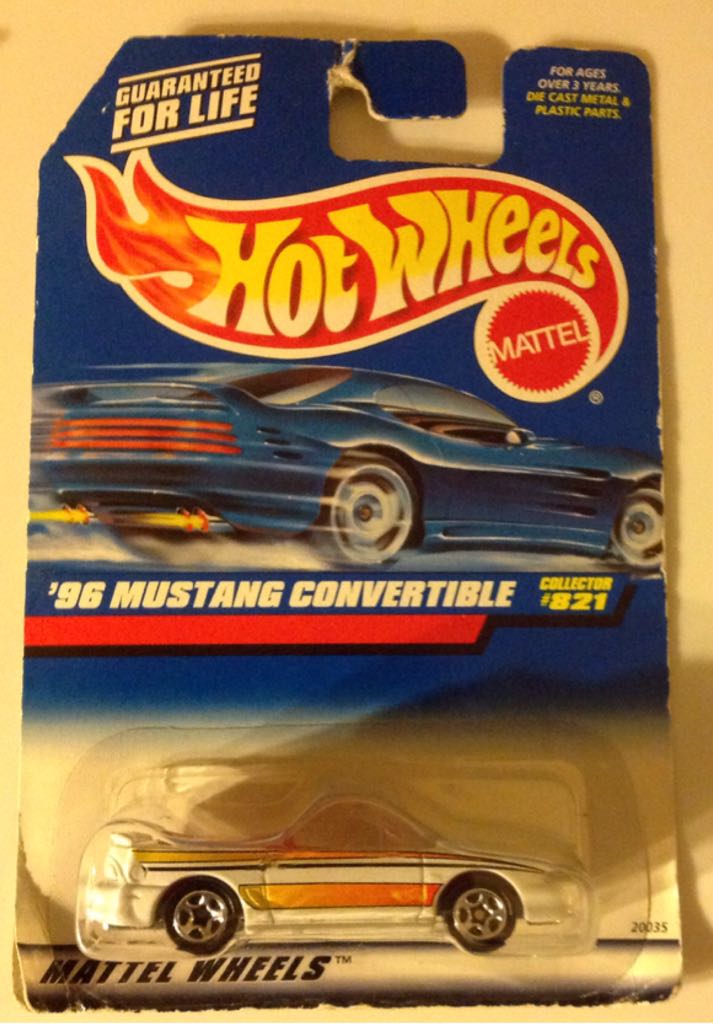 GUARANTEED
FOR LIFE
FOR AGES
OVER 3 YEARS.
DIE CAST METAL &
PLASTIC PARTS.
HOT WHEELS
MATTEL
®
'96 MUSTANG CONVERTIBLE
COLLECTOR
#821
20035
MATTEL WHEELS™